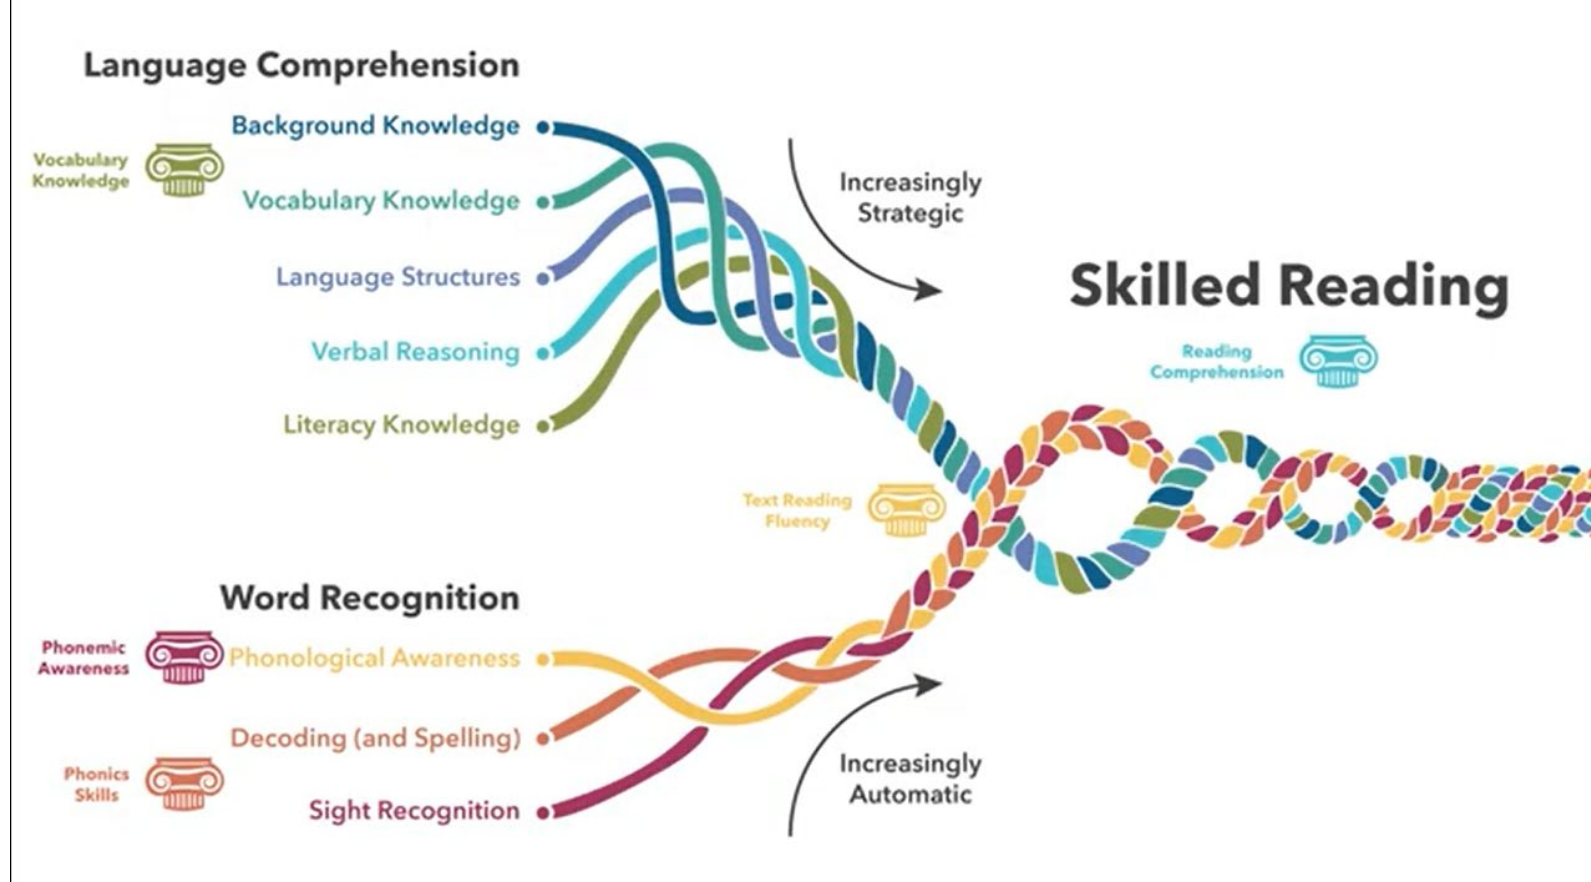 Language Comprehension
Background Knowledge
Vocabulary
Knowledge
Vocabulary Knowledge
Language Structures
Verbal Reasoning
Literacy Knowledge
Increasingly
Strategic
Skilled Reading
Reading
Comprehension
Text Reading
Fluency
Word Recognition
Phonemic
Awareness
Phonological Awareness
Decoding (and Spelling)
Phonics
Skills
Sight Recognition
Increasingly
Automatic